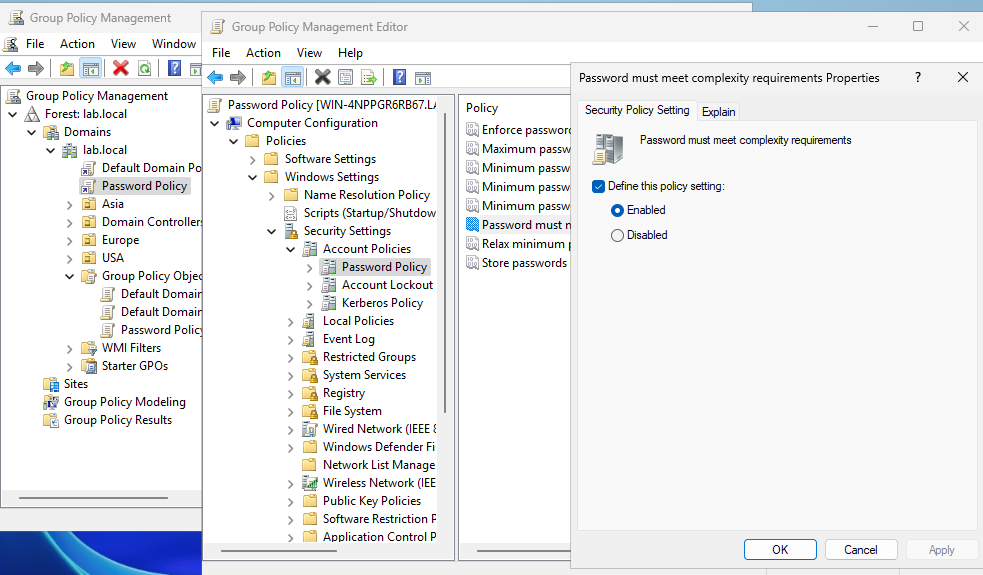 Group Policy Management
File Action View Window
Group Policy Management
Forest: lab.local
Domains
lab.local
Default Domain Po
Password Policy
Asia
Domain Controllers
Europe
USA
Group Policy Objec
Default Domain
Default Domain
Password Policy
WMI Filters
Starter GPOs
Sites
Group Policy Modeling
Group Policy Results
Group Policy Management Editor
File Action View Help
Password Policy [WIN-4NPPGR6RB67.LA
Computer Configuration
Policies
Software Settings
Windows Settings
Name Resolution Policy
Scripts (Startup/Shutdow
Security Settings
Account Policies
Password Policy
Account Lockout
Kerberos Policy
Local Policies
Event Log
Restricted Groups
System Services
Registry
File System
Wired Network (IEEE 8
Windows Defender Fi
Network List Manage
Wireless Network (IEE
Public Key Policies
Software Restriction P
Application Control P
Policy
Enforce password
Maximum passw
Minimum passw
Minimum passw
Minimum passw
Password must m
Relax minimum p
Store passwords
Password must meet complexity requirements Properties
? 
Security Policy Setting Explain
Password must meet complexity requirements
Define this policy setting:
Enabled
Disabled
OK Cancel Apply